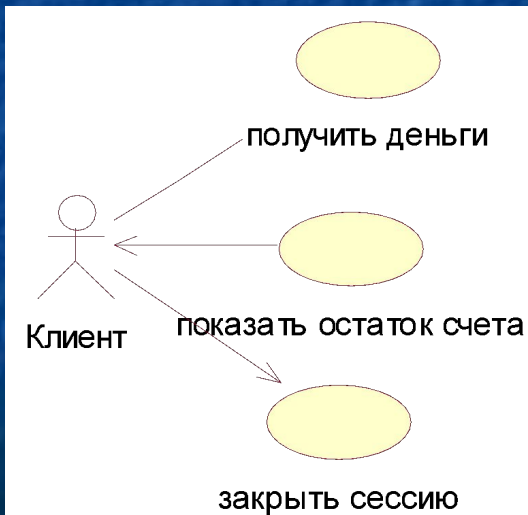 получить деньги
Клиент
показать остаток счета
закрыть сессию